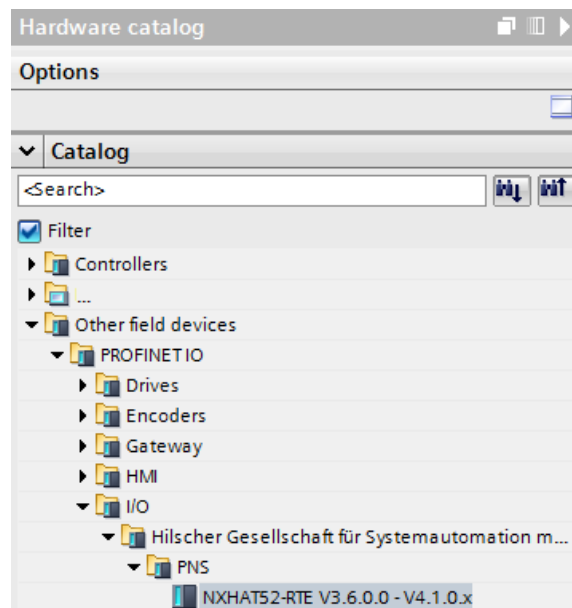 Hardware catalog
Options
Catalog
<Search>
Filter
Controllers
...
Other field devices
PROFINET IO
Drives
Encoders
Gateway
HMI
I/O
Hilscher Gesellschaft für Systemautomation m...
PNS
NXHAT52-RTE V3.6.0.0 - V4.1.0.x